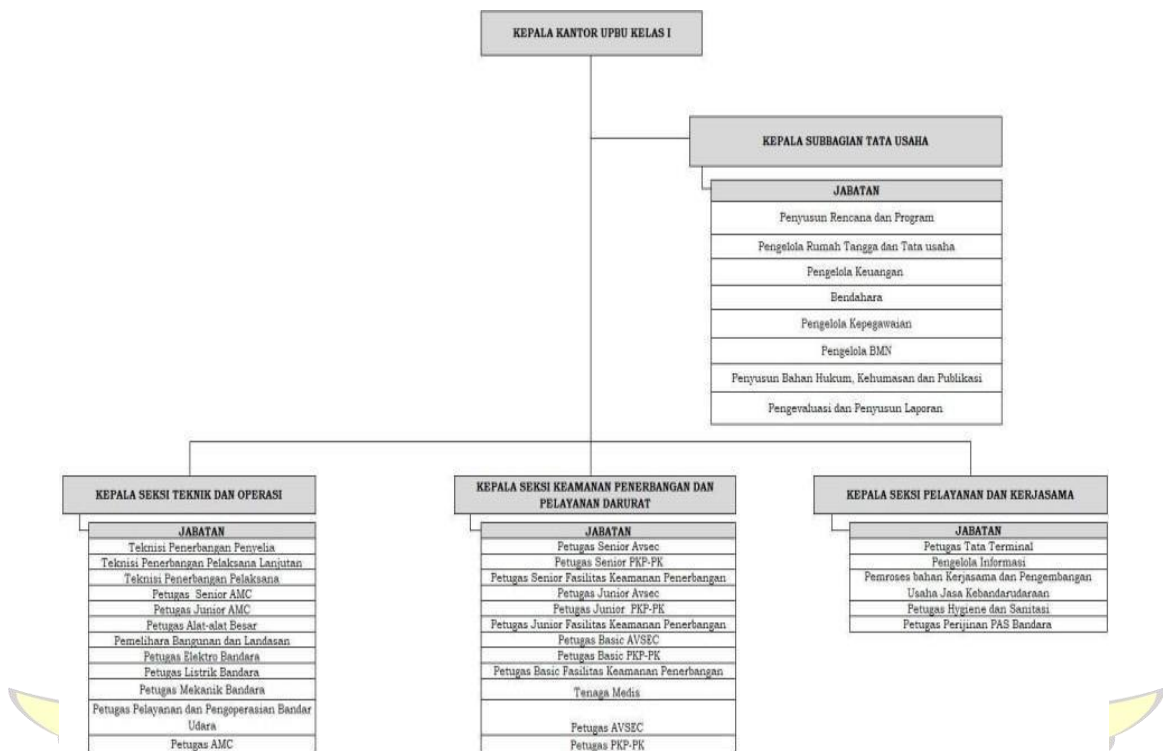 KEPALA KANTOR UPBU KELAS I
KEPALA SUBBAGIAN TATA USAHA
JABATAN
Penyusun Rencana dan Program
Pengelola Rumah Tangga dan Tata usaha
Pengelola Keuangan
Bendahara
Pengelola Kepegawaian
Pengelola BMN
Penyusun Bahan Hukum, Kehumasan dan Publikasi
Pengevaluasi dan Penyusun Laporan
KEPALA SEKSI TEKNIK DAN OPERASI
JABATAN
Teknisi Penerbangan Penyelia
Teknisi Penerbangan Pelaksana Lanjutan
Teknisi Penerbangan Pelaksana
Petugas Senior AMC
Petugas Junior AMC
Petugas Alat-alat Besar
Pemelihara Bangunan dan Landasan
Petugas Elektro Bandara
Petugas Listrik Bandara
Petugas Mekanik Bandara
Petugas Pelayanan dan Pengoperasian Bandar
Udara
Petugas AMC
KEPALA SEKSI KEAMANAN PENERBANGAN DAN
PELAYANAN DARURAT
JABATAN
Petugas Senior Avsec
Petugas Senior PKP-PK
Petugas Senior Fasilitas Keamanan Penerbangan
Petugas Junior Avsec
Petugas Junior PKP-PK
Petugas Junior Fasilitas Keamanan Penerbangan
Petugas Basic AVSEC
Petugas Basic PKP-PK
Petugas Basic Fasilitas Keamanan Penerbangan
Tenaga Medis
Petugas AVSEC
Petugas PKP-PK
KEPALA SEKSI PELAYANAN DAN KERJASAMA
JABATAN
Petugas Tata Terminal
Pengelola Informasi
Pemroses bahan Kerjasama dan Pengembangan
Usaha Jasa Kebandarudaraan
Petugas Hygiene dan Sanitasi
Petugas Perijinan PAS Bandara